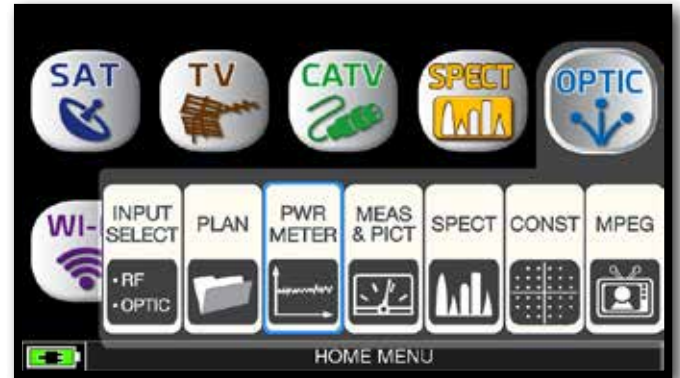 SAT
TV
CATV
SPECT
OPTIC
WI-
INPUT
SELECT
• RF
• OPTIC
PLAN
PWR
METER
MEAS
& PICT
SPECT
CONST
MPEG
HOME MENU